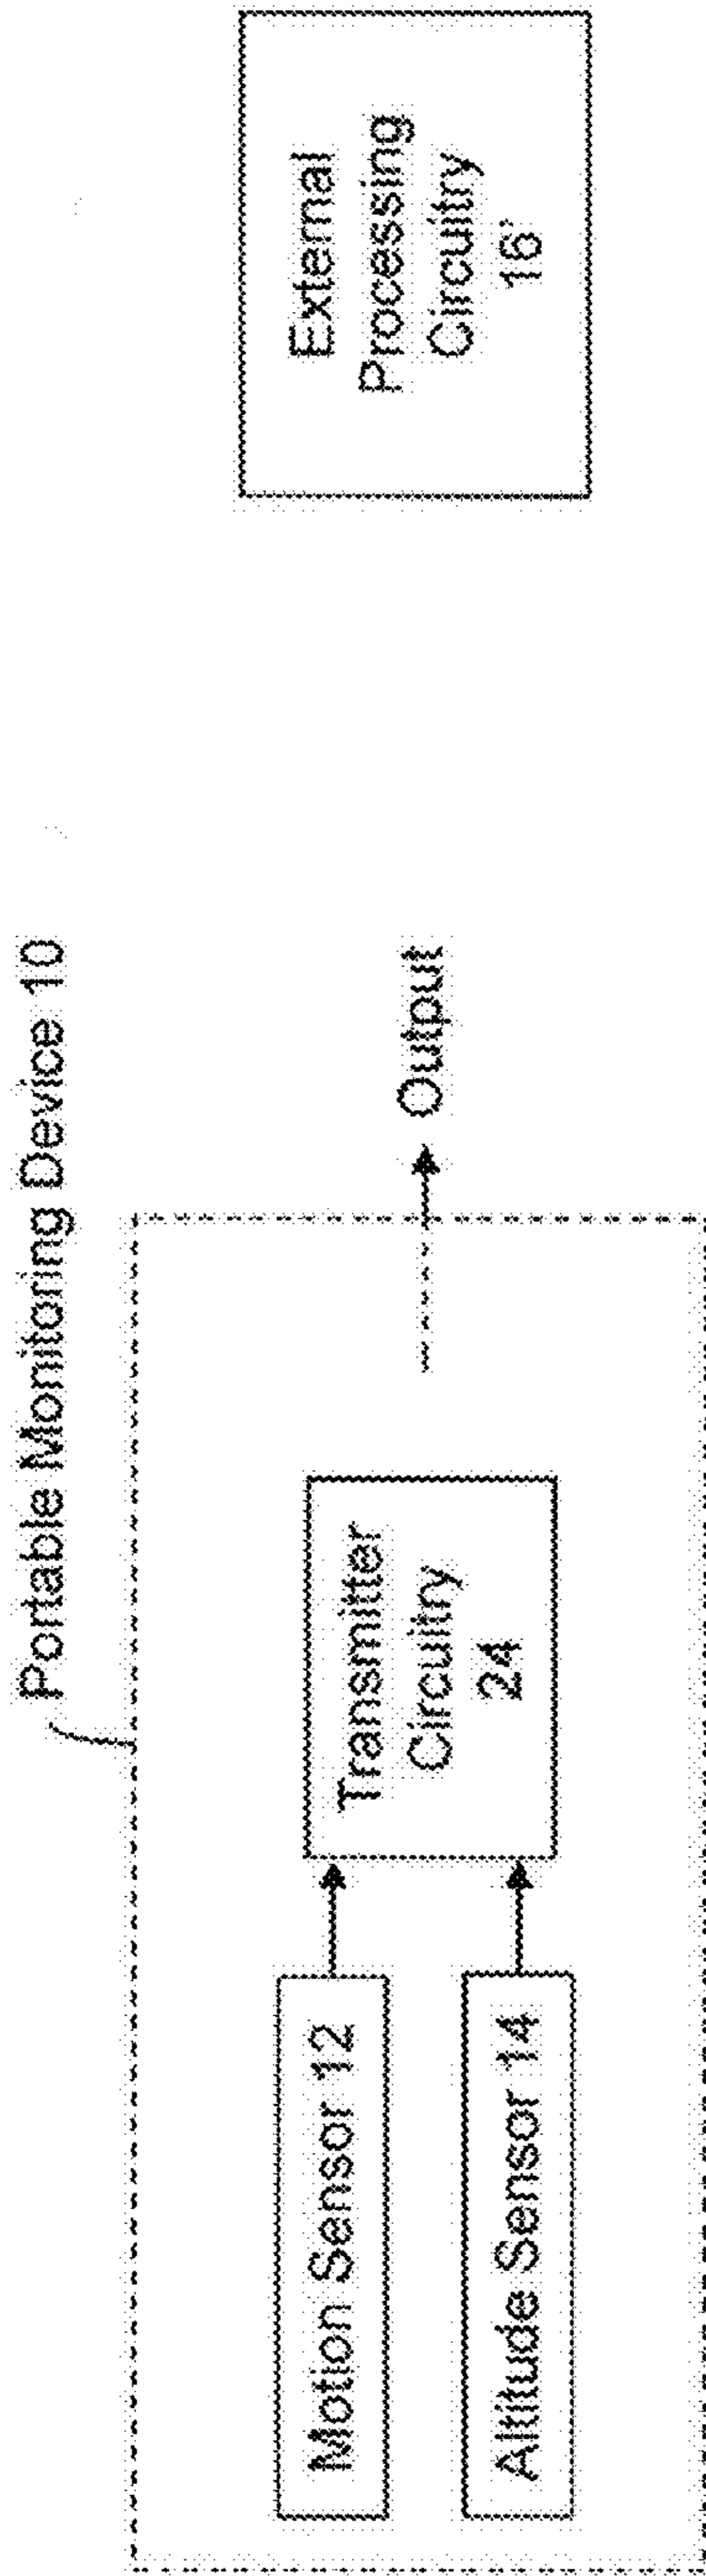 Portable Monitoring Device 10
Motion Sensor 12
Altitude Sensor 14
Transmitter
Circuitry
24
Output
External
Processing
Circuitry
16'